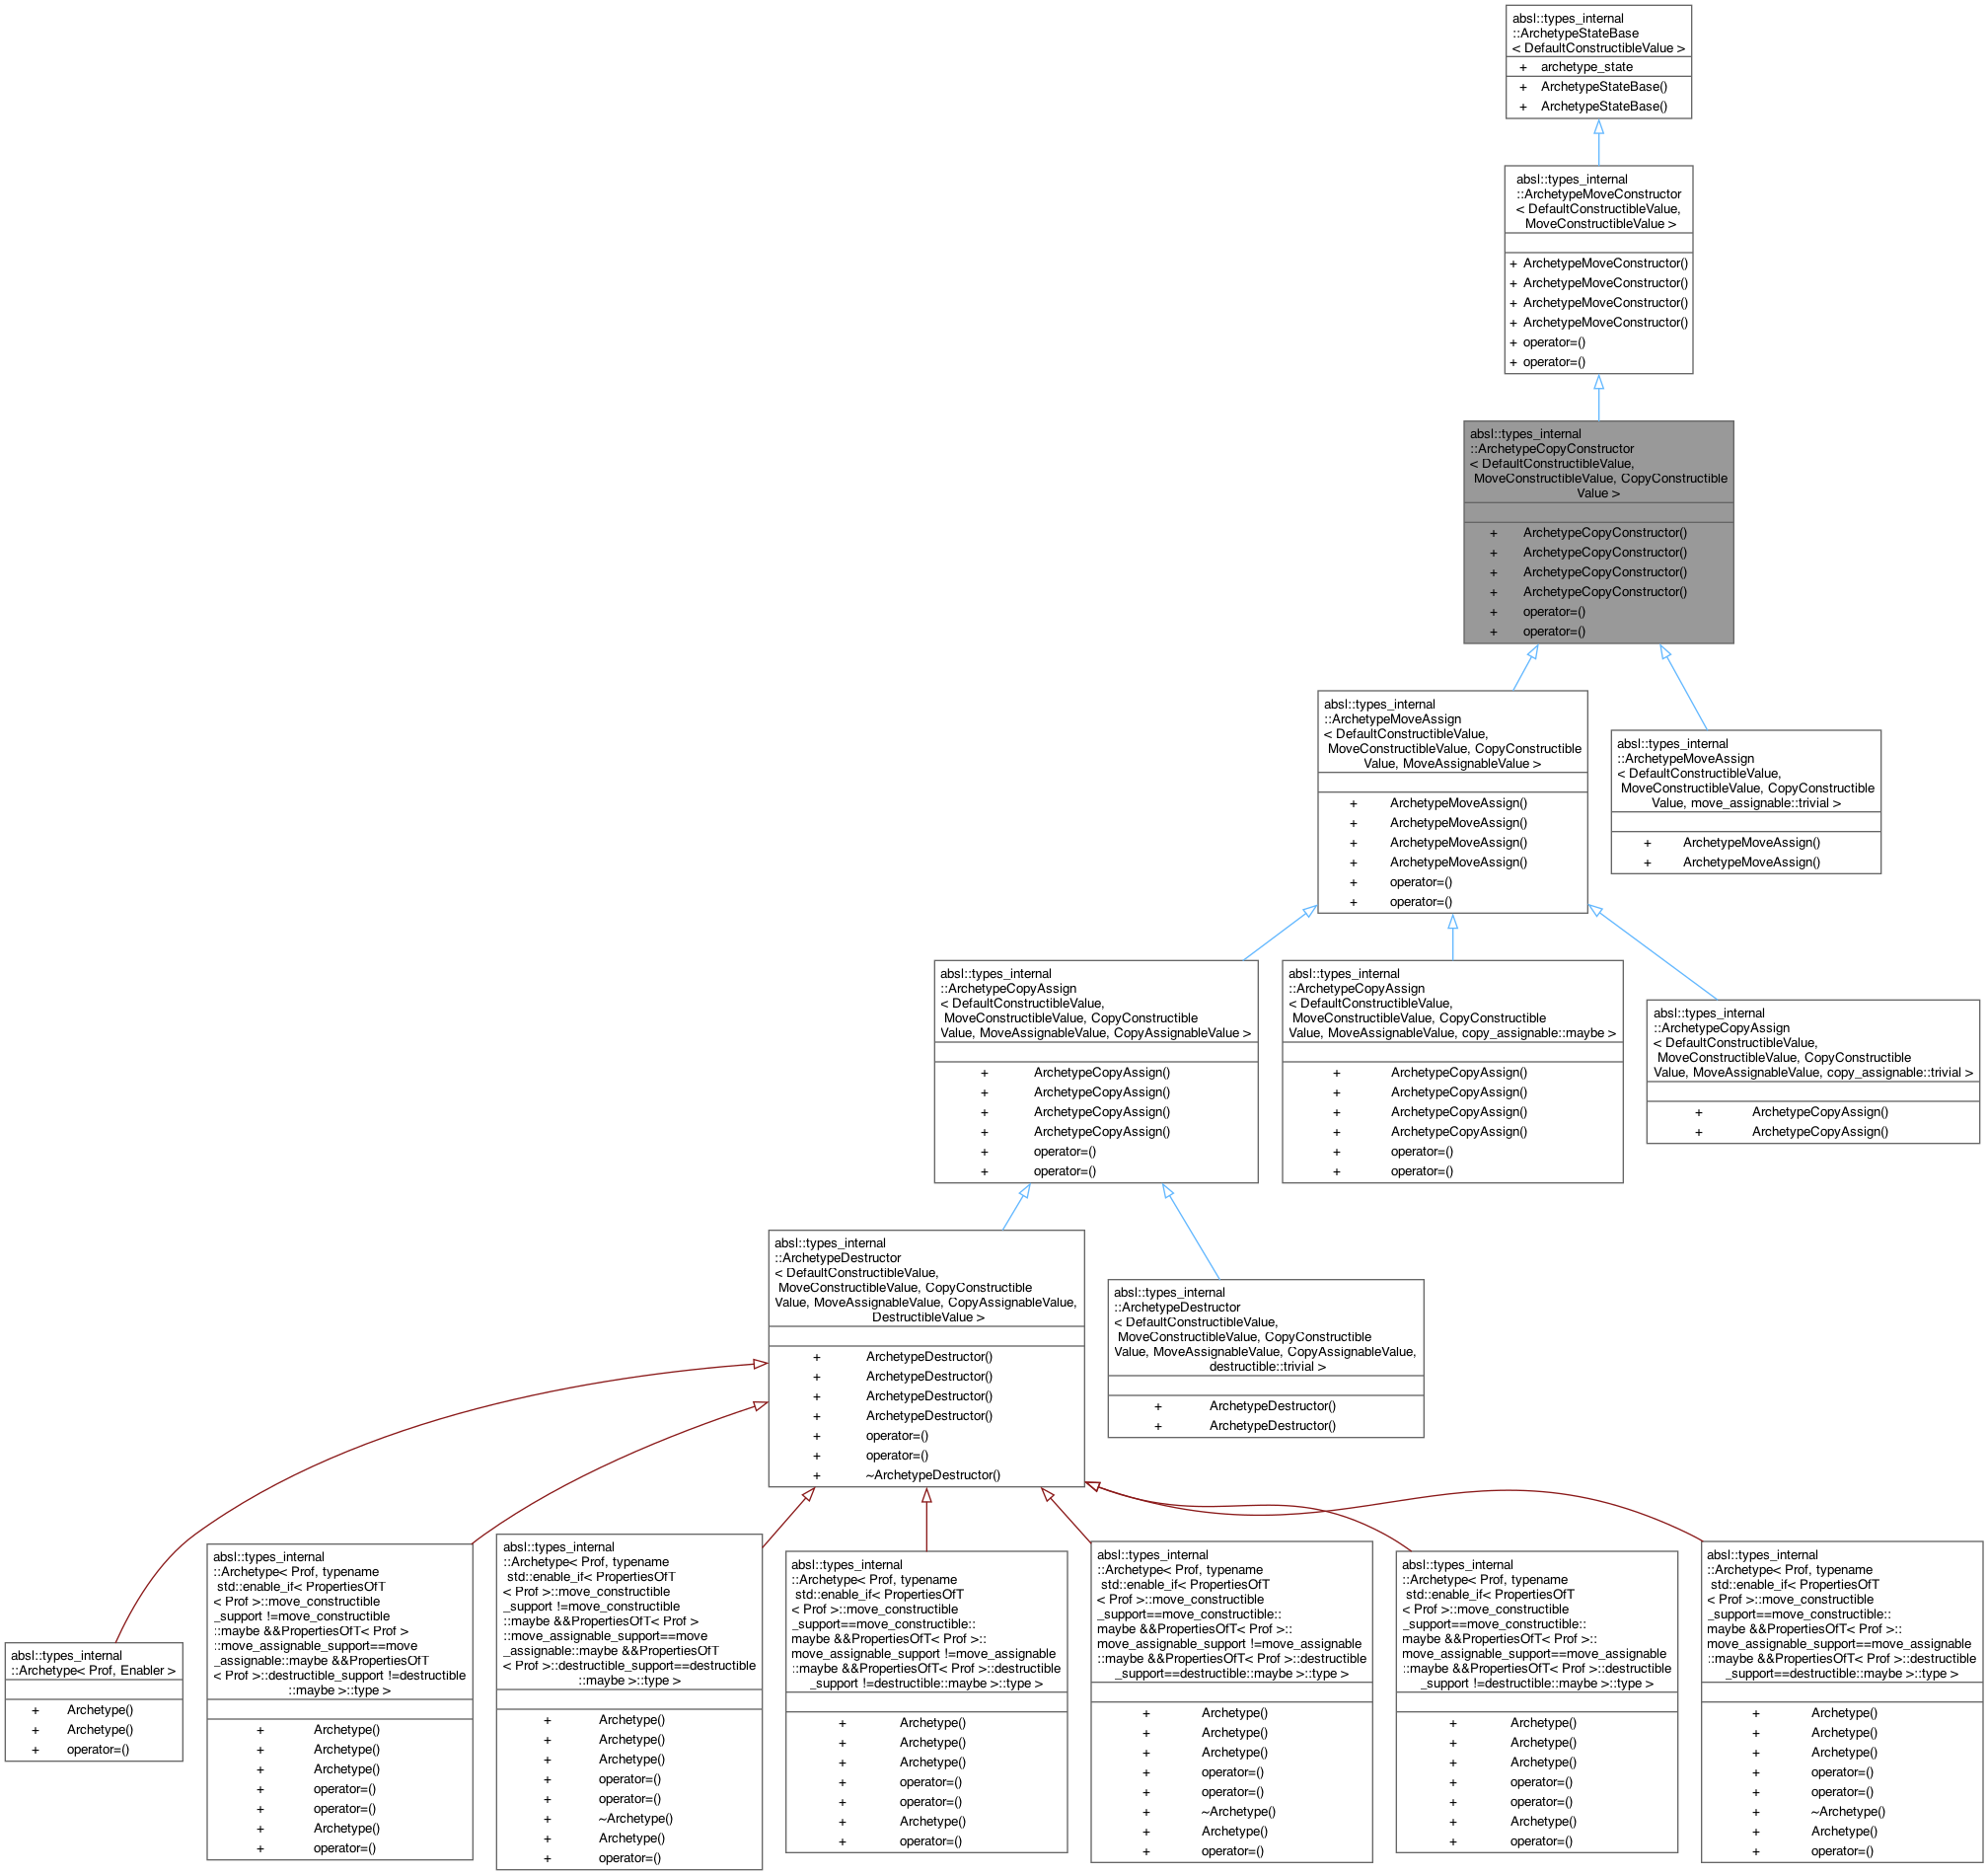 absl::types_internal
::ArchetypeStateBase
< DefaultConstructibleValue >
+ archetype_state
+ ArchetypeStateBase()
+ ArchetypeStateBase()
absl::types_internal
::ArchetypeMoveConstructor
< DefaultConstructibleValue,
MoveConstructibleValue >
+ ArchetypeMoveConstructor()
+ ArchetypeMoveConstructor()
+ ArchetypeMoveConstructor()
+ ArchetypeMoveConstructor()
+ operator=()
+ operator=()
absl::types_internal
::ArchetypeCopyConstructor
< DefaultConstructibleValue,
MoveConstructibleValue, CopyConstructible
Value >
+ ArchetypeCopyConstructor()
+ ArchetypeCopyConstructor()
+ ArchetypeCopyConstructor()
+ ArchetypeCopyConstructor()
+ operator=()
+ operator=()
absl::types_internal
::ArchetypeMoveAssign
< DefaultConstructibleValue,
MoveConstructibleValue, CopyConstructible
Value, MoveAssignableValue >
+ ArchetypeMoveAssign()
+ ArchetypeMoveAssign()
+ ArchetypeMoveAssign()
+ ArchetypeMoveAssign()
+ operator=()
+ operator=()
absl::types_internal
::ArchetypeMoveAssign
< DefaultConstructibleValue,
MoveConstructibleValue, CopyConstructible
Value, move_assignable::trivial >
+ ArchetypeMoveAssign()
+ ArchetypeMoveAssign()
absl::types_internal
::ArchetypeCopyAssign
< DefaultConstructibleValue,
MoveConstructibleValue, CopyConstructible
Value, MoveAssignableValue, CopyAssignableValue >
+ ArchetypeCopyAssign()
+ ArchetypeCopyAssign()
+ ArchetypeCopyAssign()
+ ArchetypeCopyAssign()
+ operator=()
+ operator=()
absl::types_internal
::ArchetypeCopyAssign
< DefaultConstructibleValue,
MoveConstructibleValue, CopyConstructible
Value, MoveAssignableValue, copy_assignable::maybe >
+ ArchetypeCopyAssign()
+ ArchetypeCopyAssign()
+ ArchetypeCopyAssign()
+ ArchetypeCopyAssign()
+ operator=()
+ operator=()
absl::types_internal
::ArchetypeCopyAssign
< DefaultConstructibleValue,
MoveConstructibleValue, CopyConstructible
Value, MoveAssignableValue, copy_assignable::trivial >
+ ArchetypeCopyAssign()
+ ArchetypeCopyAssign()
absl::types_internal
::ArchetypeDestructor
< DefaultConstructibleValue,
MoveConstructibleValue, CopyConstructible
Value, MoveAssignableValue, CopyAssignableValue,
DestructibleValue >
+ ArchetypeDestructor()
+ ArchetypeDestructor()
+ ArchetypeDestructor()
+ ArchetypeDestructor()
+ operator=()
+ operator=()
+ ~ArchetypeDestructor()
absl::types_internal
::ArchetypeDestructor
< DefaultConstructibleValue,
MoveConstructibleValue, CopyConstructible
Value, MoveAssignableValue, CopyAssignableValue,
destructible::trivial >
+ ArchetypeDestructor()
+ ArchetypeDestructor()
absl::types_internal
::Archetype< Prof, Enabler >
+ Archetype()
+ Archetype()
+ operator=()
absl::types_internal
::Archetype< Prof, typename
std::enable_if< PropertiesOfT
< Prof >::move_constructible
_support !=move_constructible
::maybe &&PropertiesOfT< Prof >
::move_assignable_support==move
_assignable::maybe &&PropertiesOfT
< Prof >::destructible_support !=destructible
::maybe >::type >
+ Archetype()
+ Archetype()
+ Archetype()
+ operator=()
+ operator=()
+ Archetype()
+ operator=()
absl::types_internal
::Archetype< Prof, typename
std::enable_if< PropertiesOfT
< Prof >::move_constructible
_support !=move_constructible
::maybe &&PropertiesOfT< Prof >
::move_assignable_support==move
_assignable::maybe &&PropertiesOfT
< Prof >::destructible_support==destructible
::maybe >::type >
+ Archetype()
+ Archetype()
+ Archetype()
+ operator=()
+ operator=()
+ ~Archetype()
+ Archetype()
+ operator=()
absl::types_internal
::Archetype< Prof, typename
std::enable_if< PropertiesOfT
< Prof >::move_constructible
_support==move_constructible::
maybe &&PropertiesOfT< Prof >::
move_assignable_support !=move_assignable
::maybe &&PropertiesOfT< Prof >::destructible
_support !=destructible::maybe >::type >
+ Archetype()
+ Archetype()
+ Archetype()
+ operator=()
+ operator=()
+ Archetype()
+ operator=()
absl::types_internal
::Archetype< Prof, typename
std::enable_if< PropertiesOfT
< Prof >::move_constructible
_support==move_constructible::
maybe &&PropertiesOfT< Prof >::
move_assignable_support !=move_assignable
::maybe &&PropertiesOfT< Prof >::destructible
_support==destructible::maybe >::type >
+ Archetype()
+ Archetype()
+ Archetype()
+ operator=()
+ operator=()
+ ~Archetype()
+ Archetype()
+ operator=()
absl::types_internal
::Archetype< Prof, typename
std::enable_if< PropertiesOfT
< Prof >::move_constructible
_support==move_constructible::
maybe &&PropertiesOfT< Prof >::
move_assignable_support==move_assignable
::maybe &&PropertiesOfT< Prof >::destructible
_support !=destructible::maybe >::type >
+ Archetype()
+ Archetype()
+ Archetype()
+ operator=()
+ operator=()
+ Archetype()
+ operator=()
absl::types_internal
::Archetype< Prof, typename
std::enable_if< PropertiesOfT
< Prof >::move_constructible
_support==move_constructible::
maybe &&PropertiesOfT< Prof >::
move_assignable_support==move_assignable
::maybe &&PropertiesOfT< Prof >::destructible
_support==destructible::maybe >::type >
+ Archetype()
+ Archetype()
+ Archetype()
+ operator=()
+ operator=()
+ ~Archetype()
+ Archetype()
+ operator=()